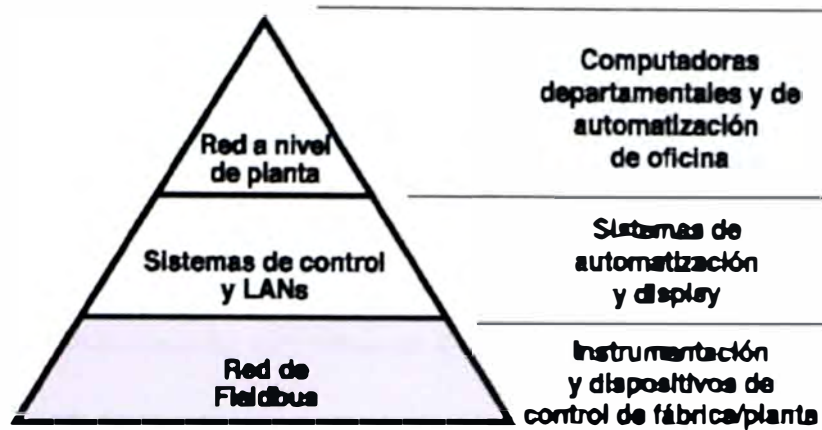 Computadoras
departamentales y de
automatización
de oficina
Red a nivel
de planta
Sistemas de
automatización
y display
Sistemas de control
y LANs
Instrumentación
y dispositivos de
control de fábrica/planta
Red de
Fieldbus